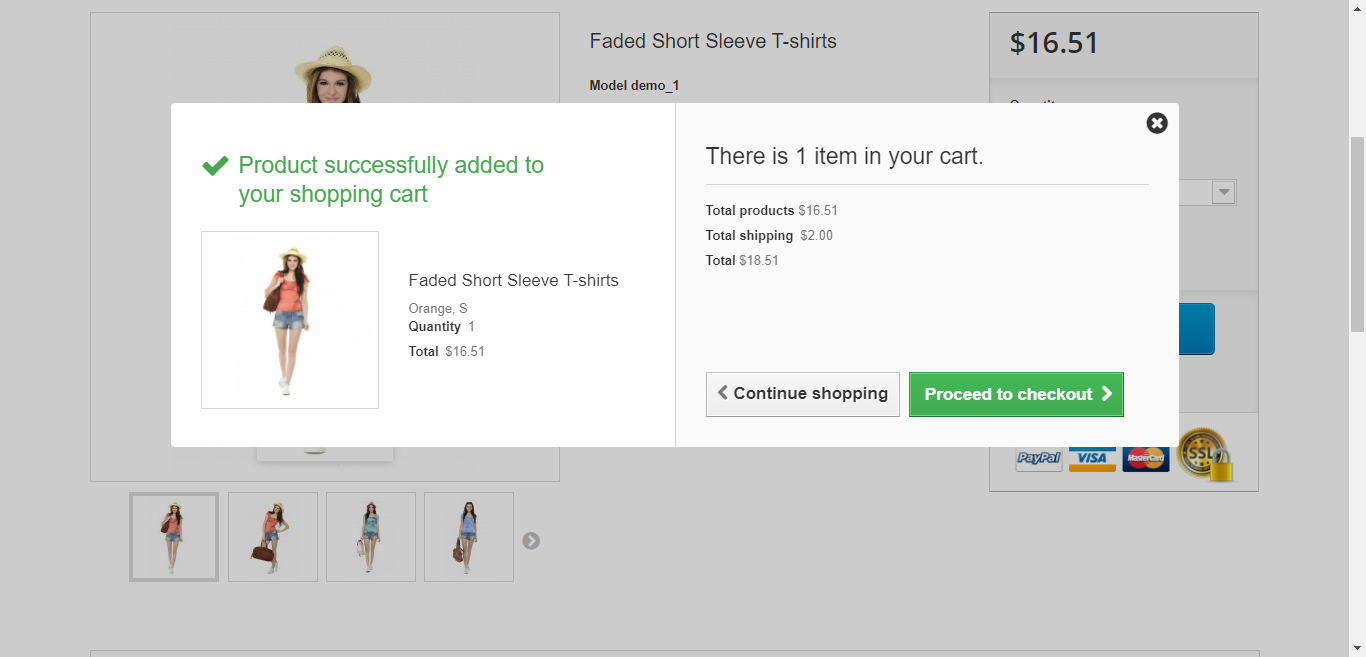 Faded Short Sleeve T-shirts
Model demo_1
$16.51
Product successfully added to
your shopping cart
Faded Short Sleeve T-shirts
Orange, S
Quantity 1
Total $16.51
There is 1 item in your cart.
Total products $16.51
Total shipping $2.00
Total $18.51
Continue shopping
Proceed to checkout
PayPal VISA MasterCard SSL